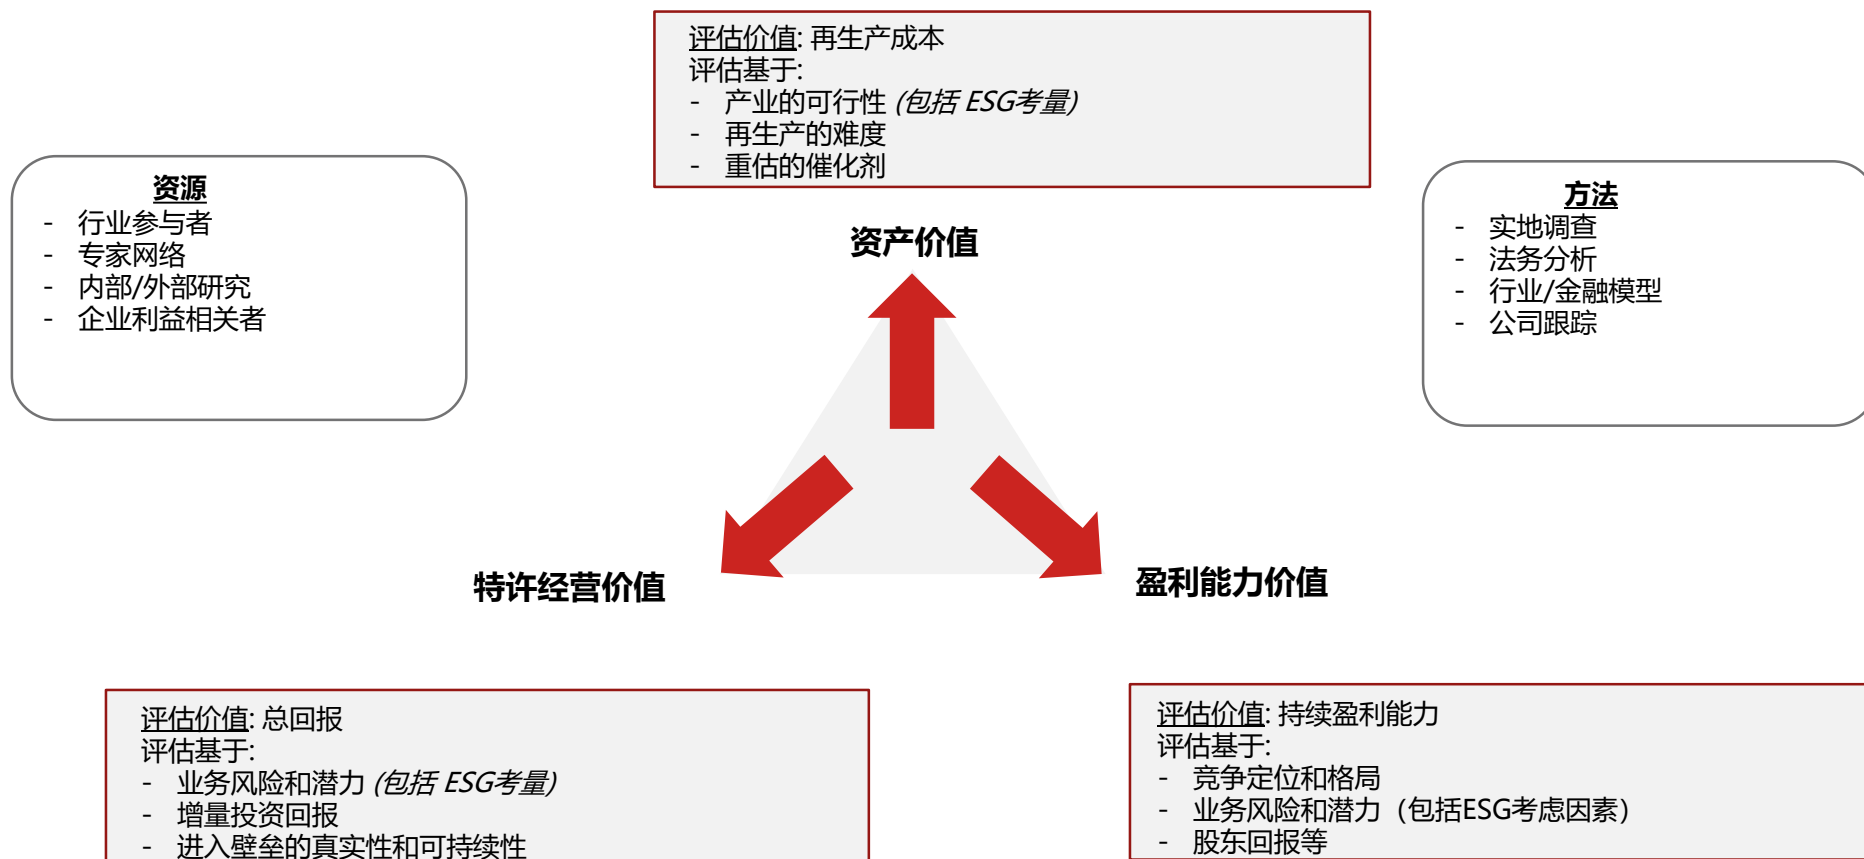 评估价值: 再生产成本
评估基于:
- 产业的可行性 (包括 ESG考量)
- 再生产的难度
- 重估的催化剂
资源
- 行业参与者
- 专家网络
- 内部/外部研究
- 企业利益相关者
方法
- 实地调查
- 法务分析
- 行业/金融模型
- 公司跟踪
资产价值
特许经营价值
盈利能力价值
评估价值: 总回报
评估基于:
- 业务风险和潜力 (包括 ESG考量)
- 增量投资回报
- 进入壁垒的真实性和可持续性
评估价值: 持续盈利能力
评估基于:
- 竞争定位和格局
- 业务风险和潜力（包括ESG考虑因素）
- 股东回报等